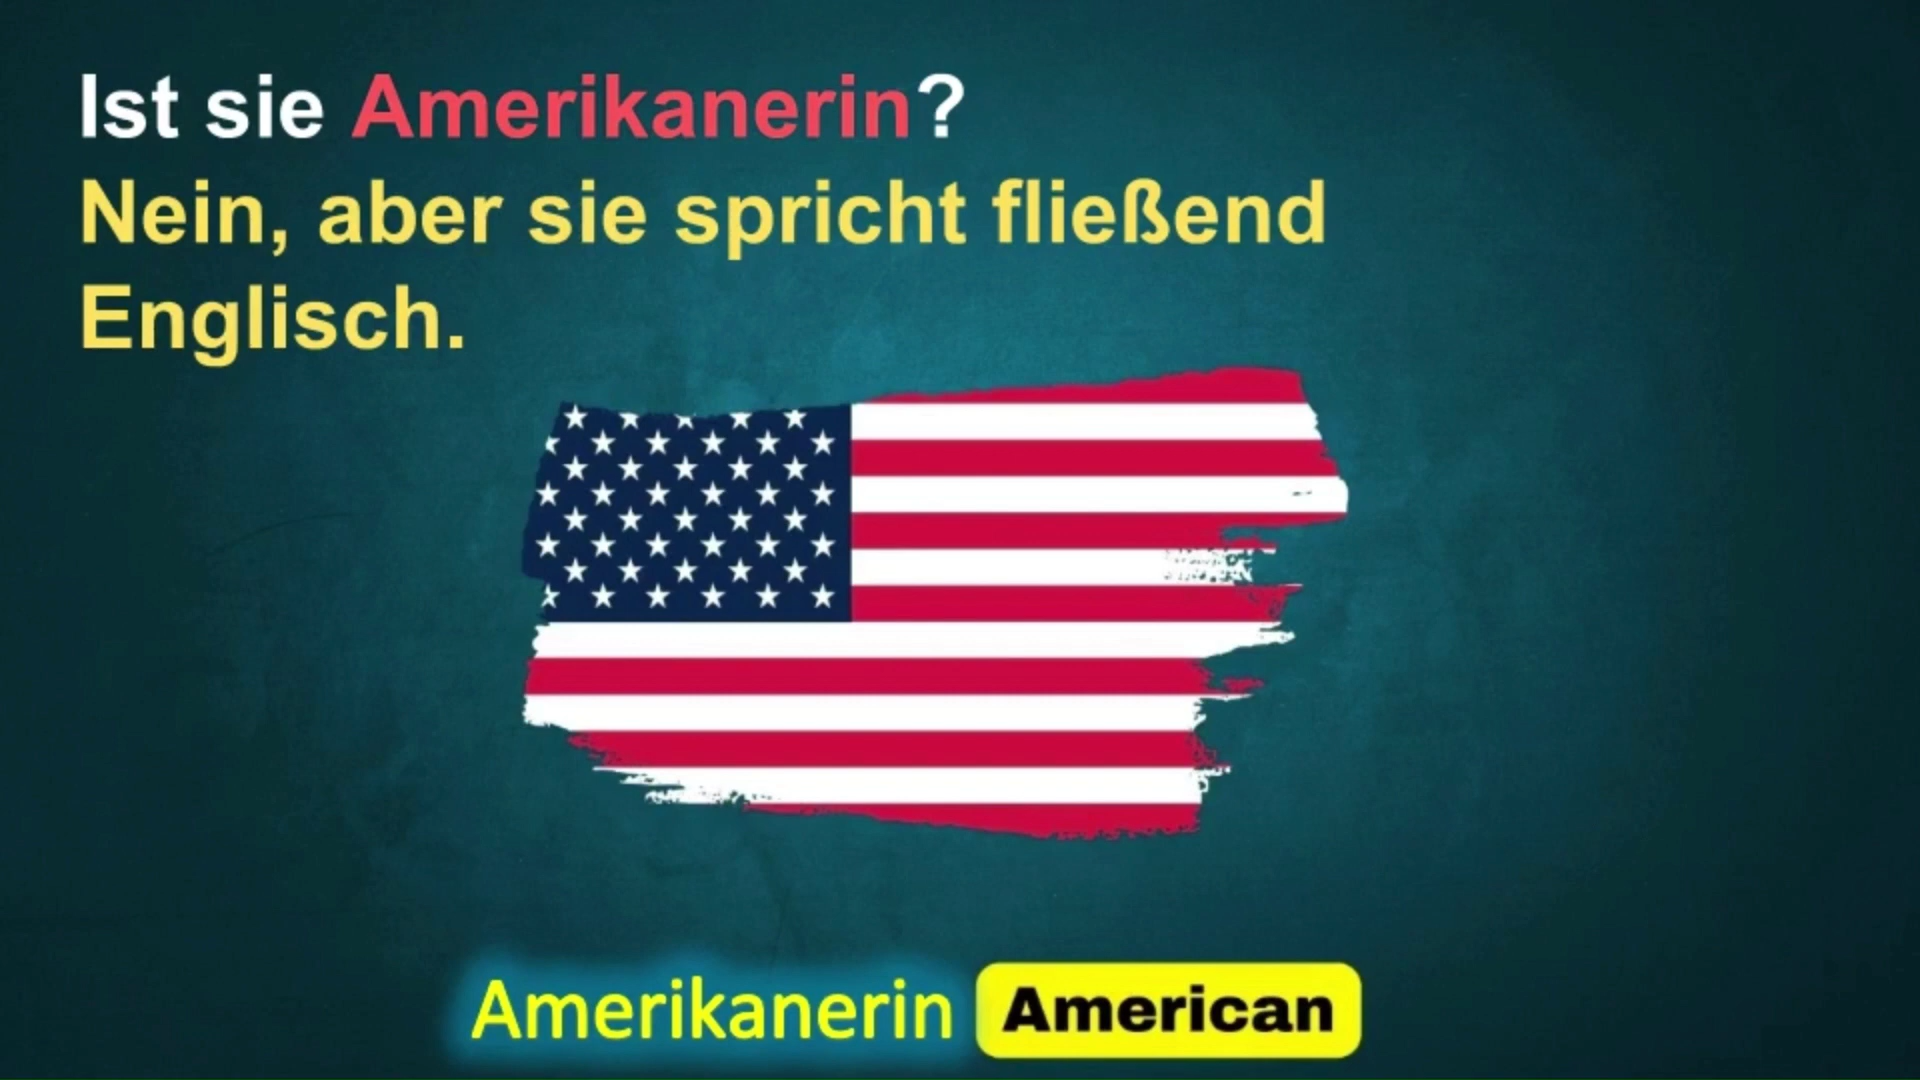 Ist sie Amerikanerin?
Nein, aber sie spricht fließend
Englisch.
Amerikanerin American